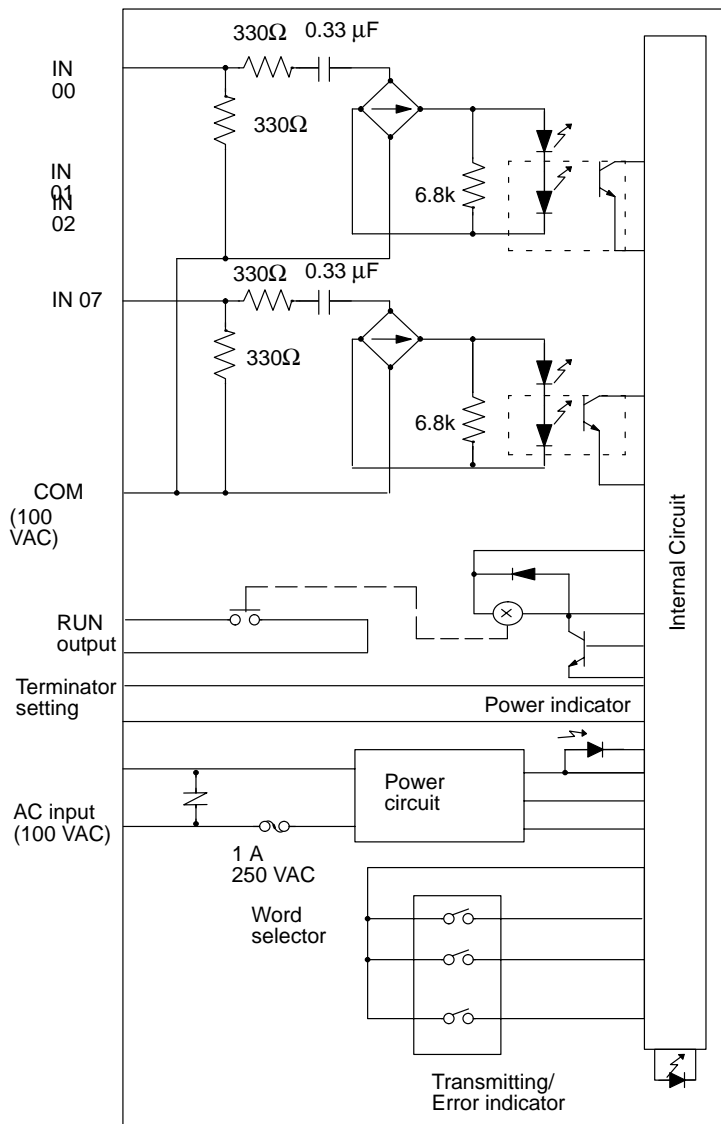 330Ω
0.33 µF
IN
00
330Ω
IN
01
IN
02
6.8k
330Ω
0.33 µF
IN 07
330Ω
6.8k
COM
(100
VAC)
Internal Circuit
RUN
output
Terminator
setting
Power indicator
Power
circuit
AC input
(100 VAC)
1 A
250 VAC
Word
selector
Transmitting/
Error indicator